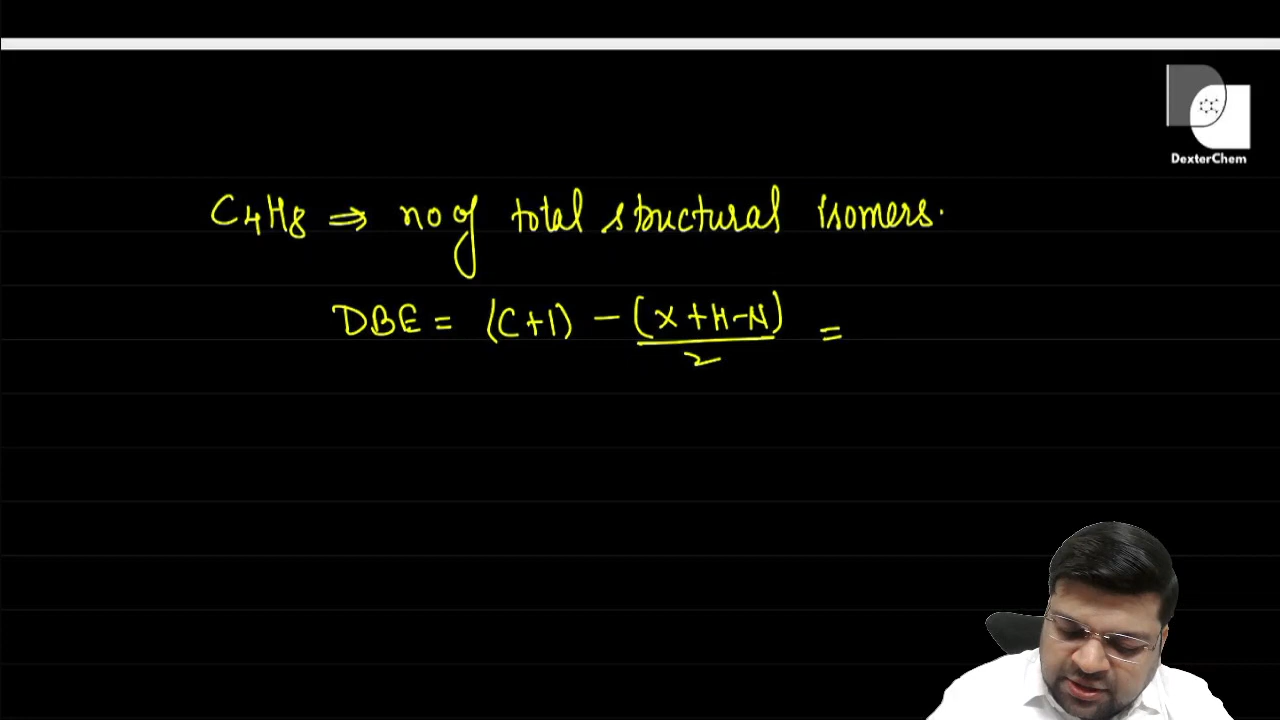 DexterChem
C4H8 ⇒ no of total structural isomers.
DBE = (C+1) - (X+H-N)/2 =